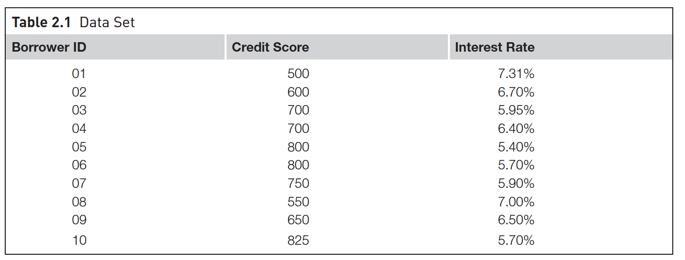 Table 2.1 Data Set
Borrower ID Credit Score Interest Rate
01 500 7.31%
02 600 6.70%
03 700 5.95%
04 700 6.40%
05 800 5.40%
06 800 5.70%
07 750 5.90%
08 550 7.00%
09 650 6.50%
10 825 5.70%